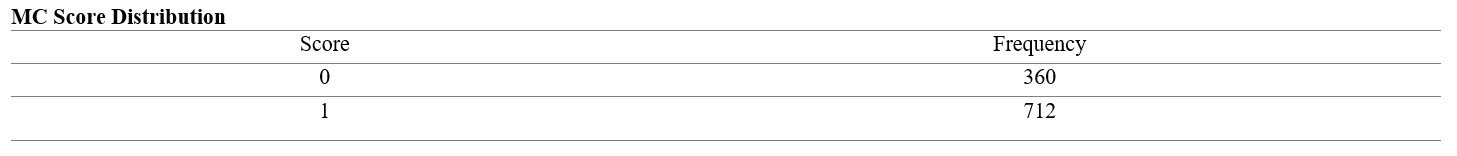 MC Score Distribution
Score Frequency
0 360
1 712